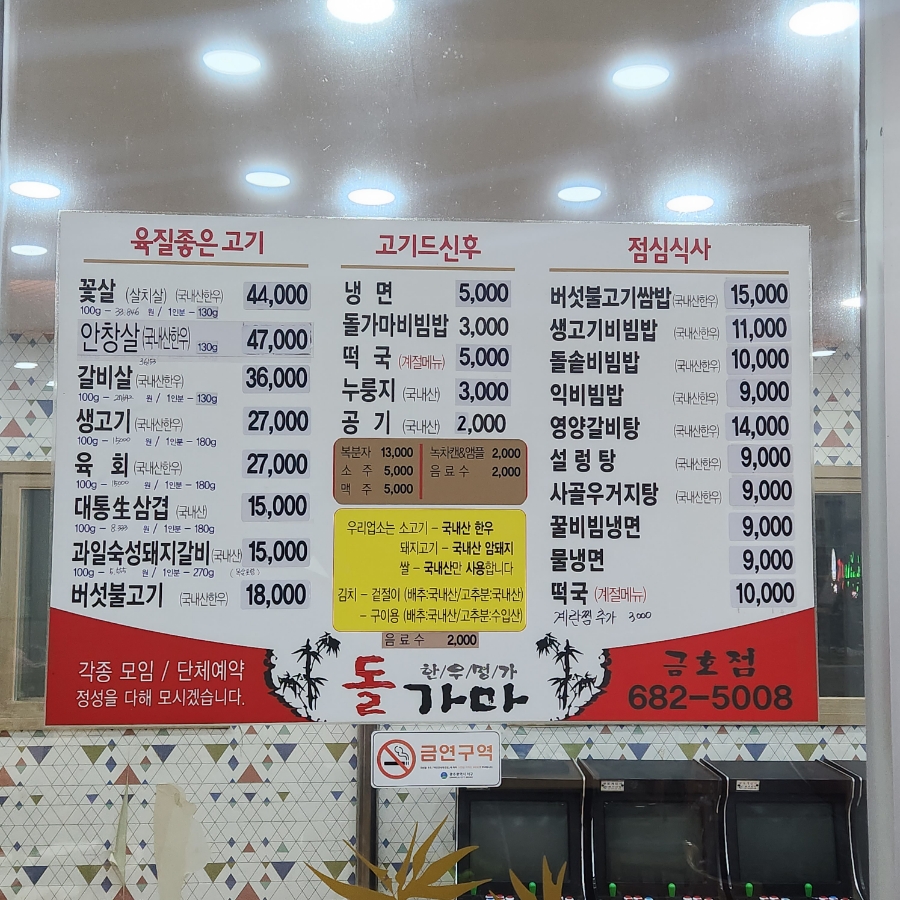 육질좋은고기
꽃살 (살치살) (국내산한우) 44,000
100g - 33.846 원 / 1인분 - 130g
안창살(국내산한우) 130g 47,000
36153
갈비살 (국내산한우) 36,000
100g - 원 / 1인분 - 130g
생고기 (국내산한우) 27,000
100g - 15000 원 / 1인분 - 180g
육 회 (국내산한우) 27,000
100g - 15000 원 / 1인분 - 180g
대통生삼겹 (국내산) 15,000
100g - 8.333 원 / 1인분 - 180g
과일숙성돼지갈비(국내산) 15,000
100g - 원 / 1인분 - 270g
버섯불고기 (국내산한우) 18,000
고기드신후
냉 면 5,000
돌가마비빔밥 3,000
떡 국 (계절메뉴) 5,000
누룽지 (국내산) 3,000
공 기 (국내산) 2,000
복분자 13,000
소 주 5,000
맥 주 5,000
녹차캔&앰플 2,000
음료수 2,000
우리업소는 소고기 - 국내산 한우
돼지고기 - 국내산 암돼지
쌀 - 국내산만 사용합니다
김치 - 겉절이 (배추:국내산/고추분:국내산)
- 구이용 (배추:국내산/고추분:수입산)
음료수 2,000
점심식사
버섯불고기쌈밥(국내산한우) 15,000
생고기비빔밥 (국내산한우) 11,000
돌솥비빔밥 (국내산한우) 10,000
익비빔밥 (국내산한우) 9,000
영양갈비탕 (국내산한우) 14,000
설 렁 탕 (국내산한우) 9,000
사골우거지탕 (국내산한우) 9,000
꿀비빔냉면 9,000
물냉면 9,000
떡국 (계절메뉴) 10,000
계란찜 추가 3000
각종 모임 / 단체예약
정성을 다해 모시겠습니다.
한/우/명/가
돌가마
금호점
682-5008
금연구역